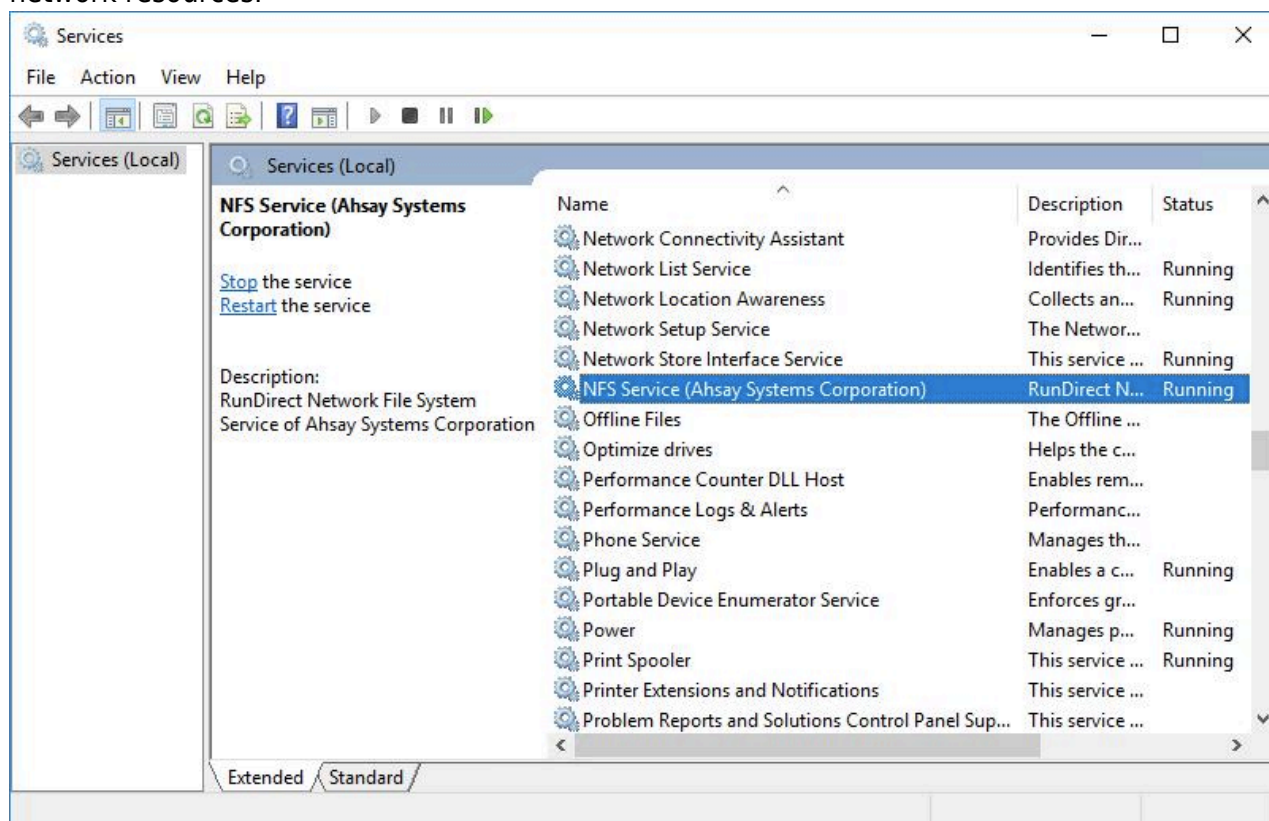 network resources.
Services
File Action View Help
Services (Local)
Services (Local)
NFS Service (Ahsay Systems
Corporation)
Stop the service
Restart the service
Description:
RunDirect Network File System
Service of Ahsay Systems Corporation
Name Description Status
Network Connectivity Assistant Provides Dir...
Network List Service Identifies th... Running
Network Location Awareness Collects an... Running
Network Setup Service The Networ...
Network Store Interface Service This service ... Running
NFS Service (Ahsay Systems Corporation) RunDirect N... Running
Offline Files The Offline ...
Optimize drives Helps the c...
Performance Counter DLL Host Enables rem...
Performance Logs & Alerts Performanc...
Phone Service Manages th...
Plug and Play Enables a c... Running
Portable Device Enumerator Service Enforces gr...
Power Manages p... Running
Print Spooler This service ... Running
Printer Extensions and Notifications This service ...
Problem Reports and Solutions Control Panel Sup... This service ...
Extended Standard